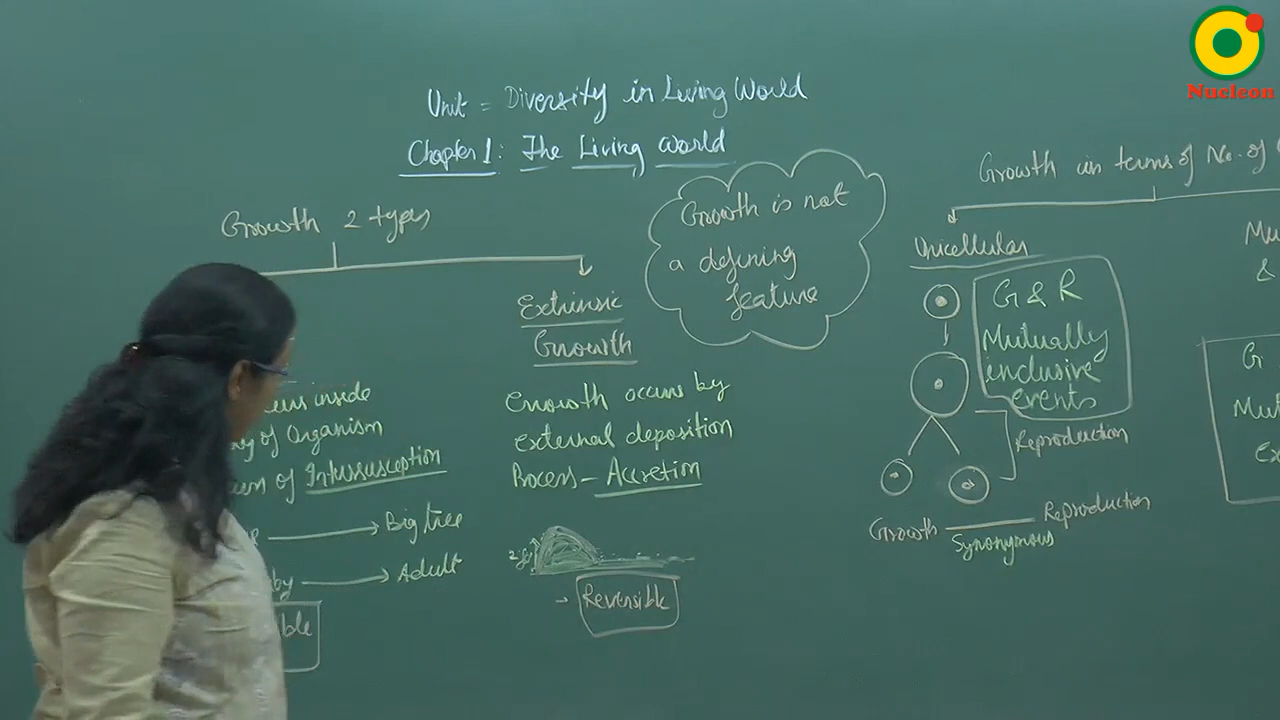 Nucleon
Unit = Diversity in Living World
Chapter 1: The Living world
Growth 2 types
Extrinsic
Growth
inside
of Organism
of Intussusception
Big tree
Adult
Growth occurs by
external deposition
Process - Accretion
Reversible
Growth is not
a defining
feature
Growth in terms of No. of
Unicellular
G & R
Mutually
inclusive
events
Reproduction
Growth Reproduction
Synonymous
&
G